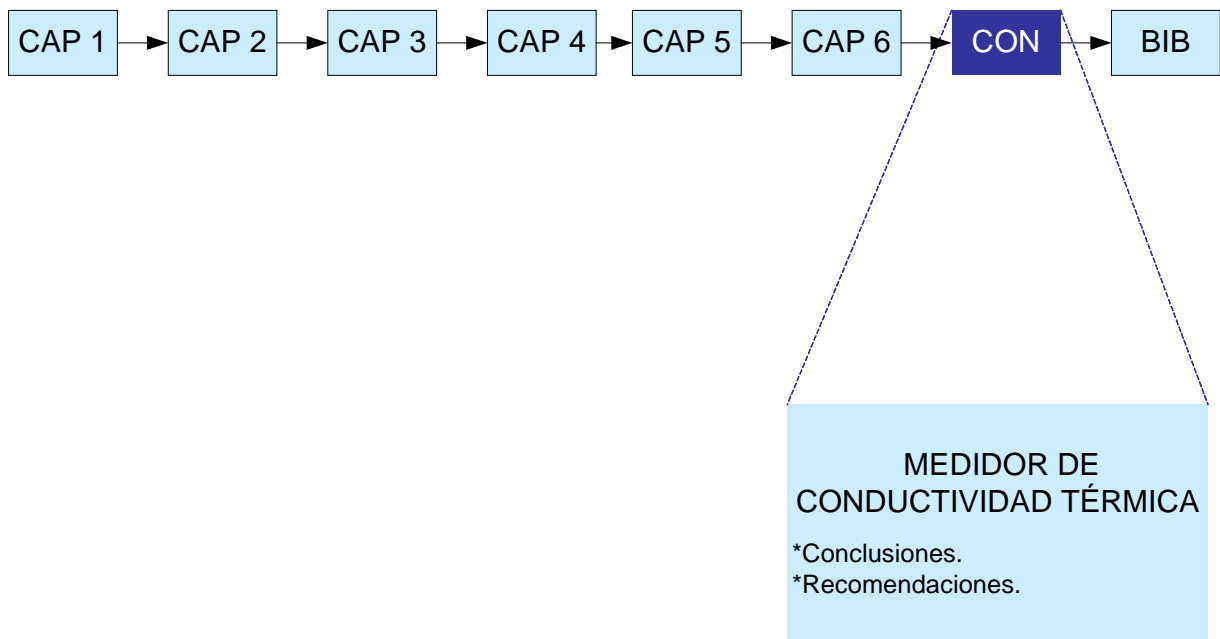 CAP 1 CAP 2 CAP 3 CAP 4 CAP 5 CAP 6 CON BIB
MEDIDOR DE
CONDUCTIVIDAD TÉRMICA
*Conclusiones.
*Recomendaciones.